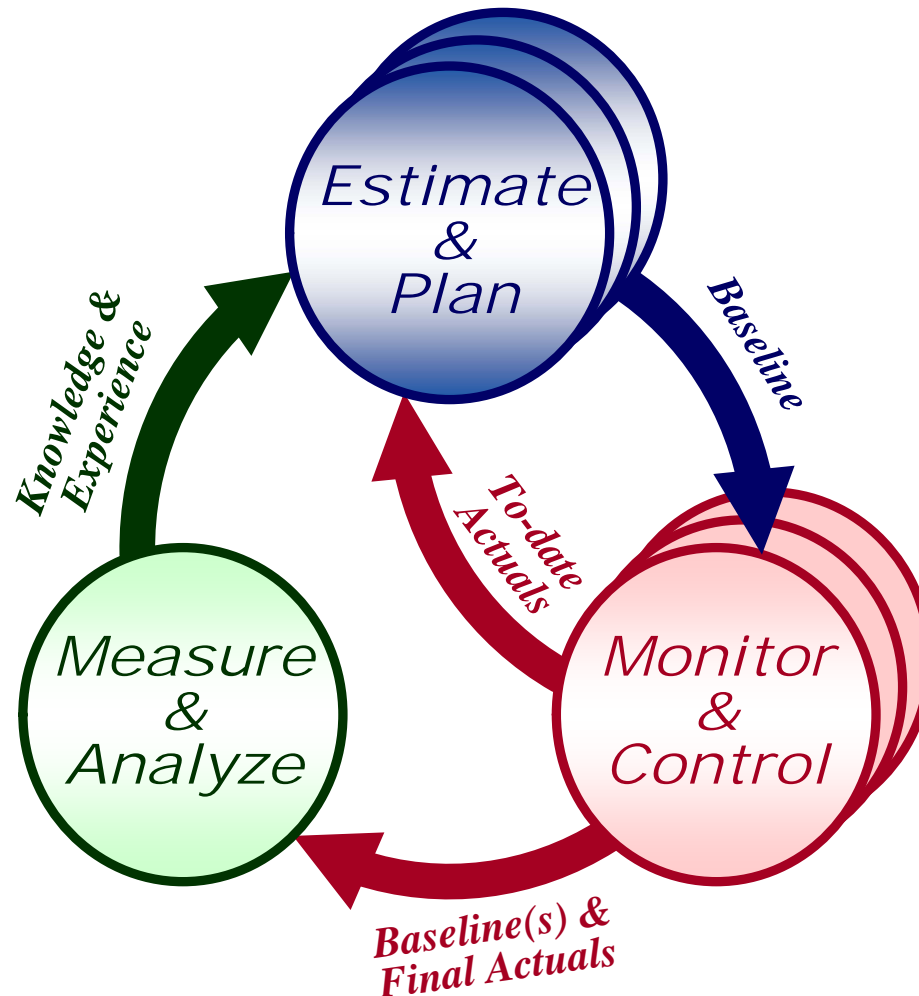 Estimate
&
Plan
Baseline
Knowledge &
Experience
To-date
Actuals
Measure
&
Analyze
Monitor
&
Control
Baseline(s) &
Final Actuals